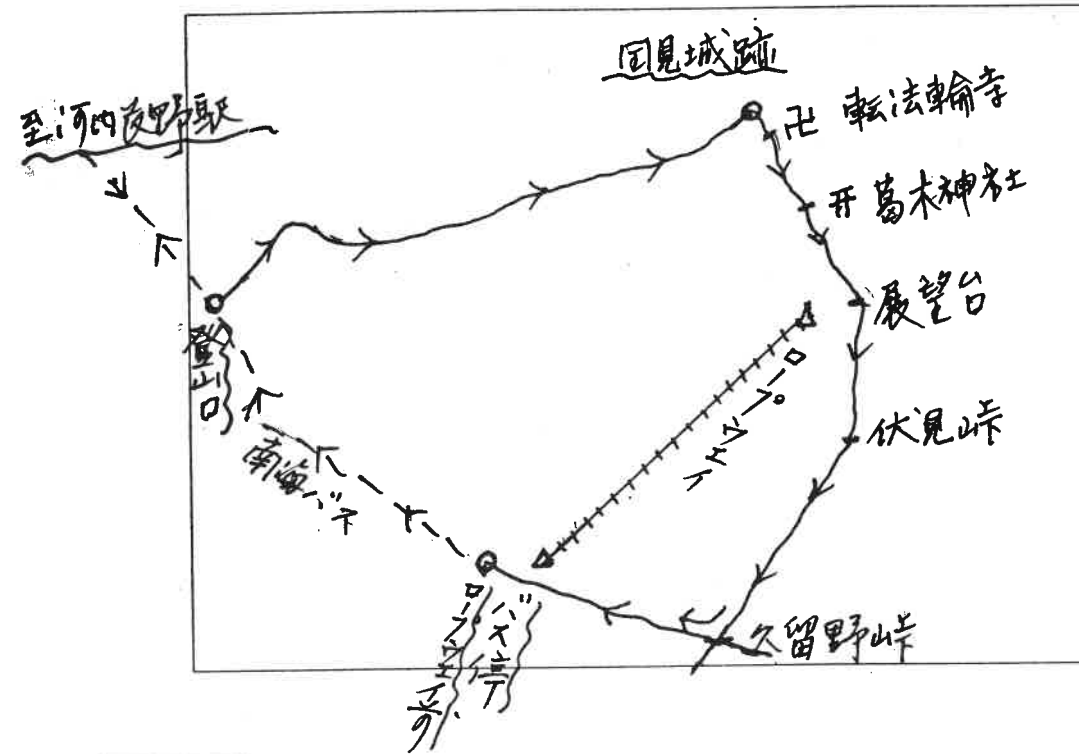 国見城跡
至河内長野駅
卍 転法輪寺
开 葛木神社
展望台
ロープウェイ
登山口
伏見峠
南海バス
久留野峠
バス停
ロープウェイ前